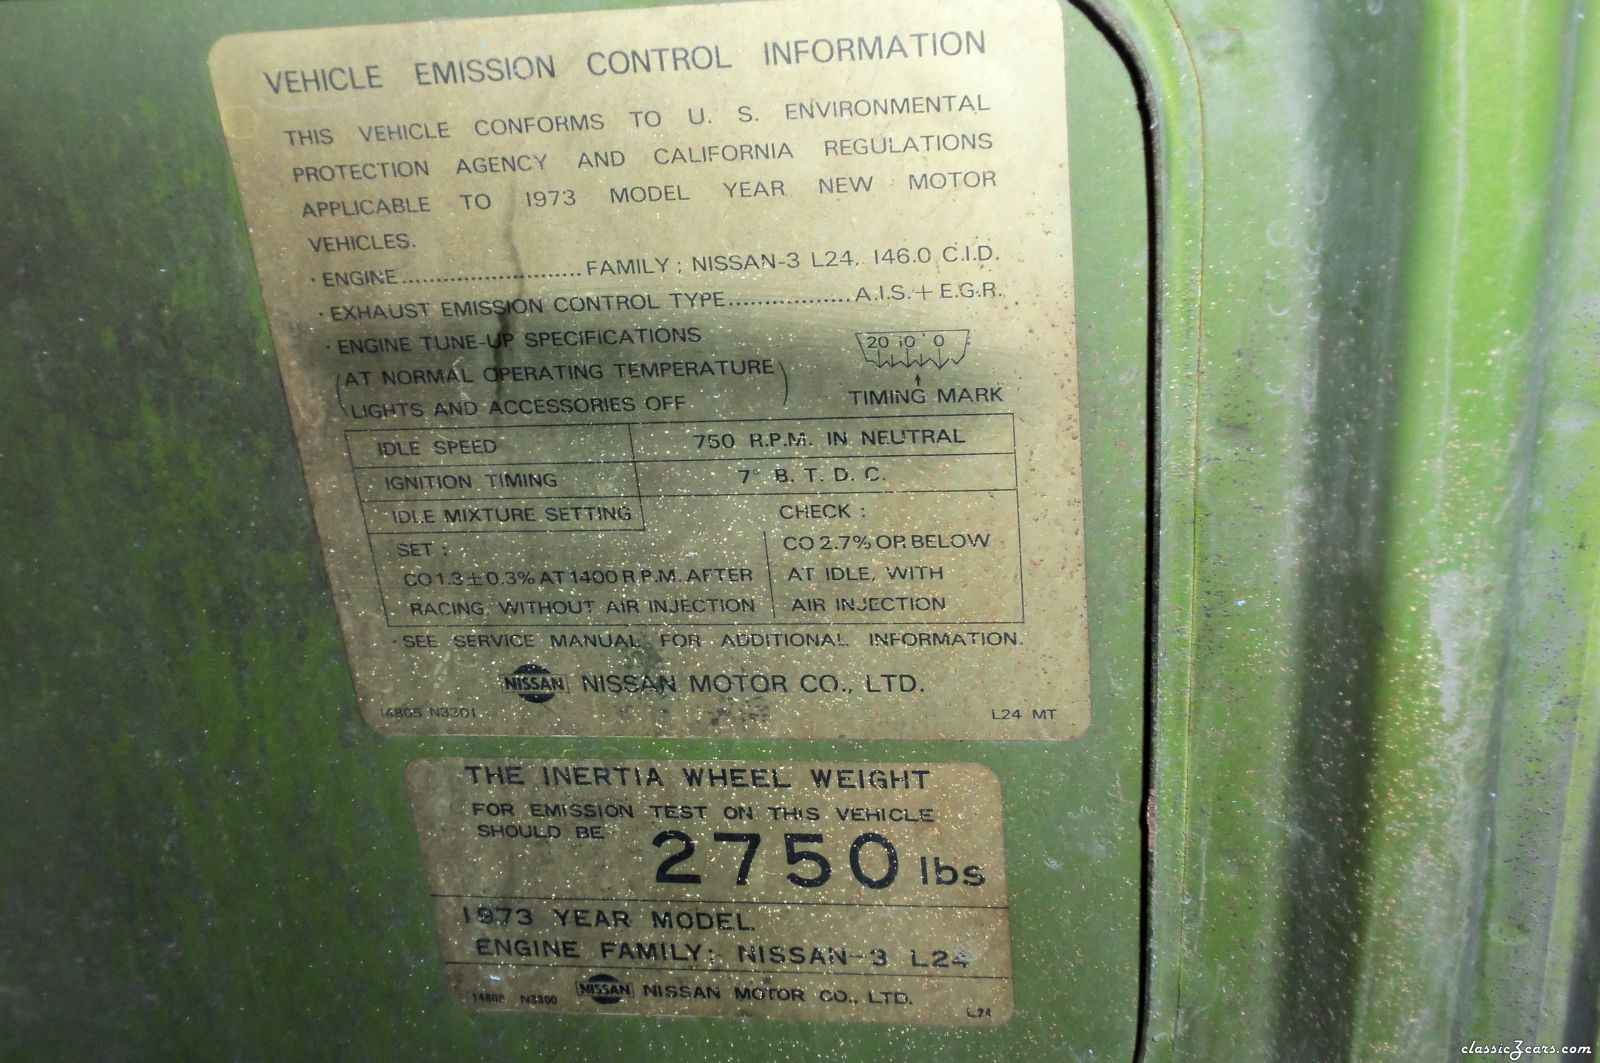 VEHICLE EMISSION CONTROL INFORMATION
THIS VEHICLE CONFORMS TO U. S. ENVIRONMENTAL
PROTECTION AGENCY AND CALIFORNIA REGULATIONS
APPLICABLE TO 1973 MODEL YEAR NEW MOTOR
VEHICLES.
· ENGINE........................FAMILY ; NISSAN-3 L24, 146.0 C.I.D.
· EXHAUST EMISSION CONTROL TYPE.................A.I.S.+ E.G.R.
· ENGINE TUNE-UP SPECIFICATIONS
20 10 0
(AT NORMAL OPERATING TEMPERATURE
LIGHTS AND ACCESSORIES OFF)
TIMING MARK
IDLE SPEED 750 R.P.M. IN NEUTRAL
IGNITION TIMING 7° B. T. D. C.
IDLE MIXTURE SETTING
SET :
CO 1.3±0.3% AT 1400 R.P.M. AFTER
RACING, WITHOUT AIR INJECTION
CHECK :
CO 2.7% OR BELOW
AT IDLE, WITH
AIR INJECTION
· SEE SERVICE MANUAL FOR ADDITIONAL INFORMATION.
NISSAN NISSAN MOTOR CO., LTD.
14805 N3301 L24 MT
THE INERTIA WHEEL WEIGHT
FOR EMISSION TEST ON THIS VEHICLE
SHOULD BE 2750 lbs
1973 YEAR MODEL
ENGINE FAMILY; NISSAN-3 L24
14808 N3300 NISSAN NISSAN MOTOR CO., LTD.
L24
classic3cars.com